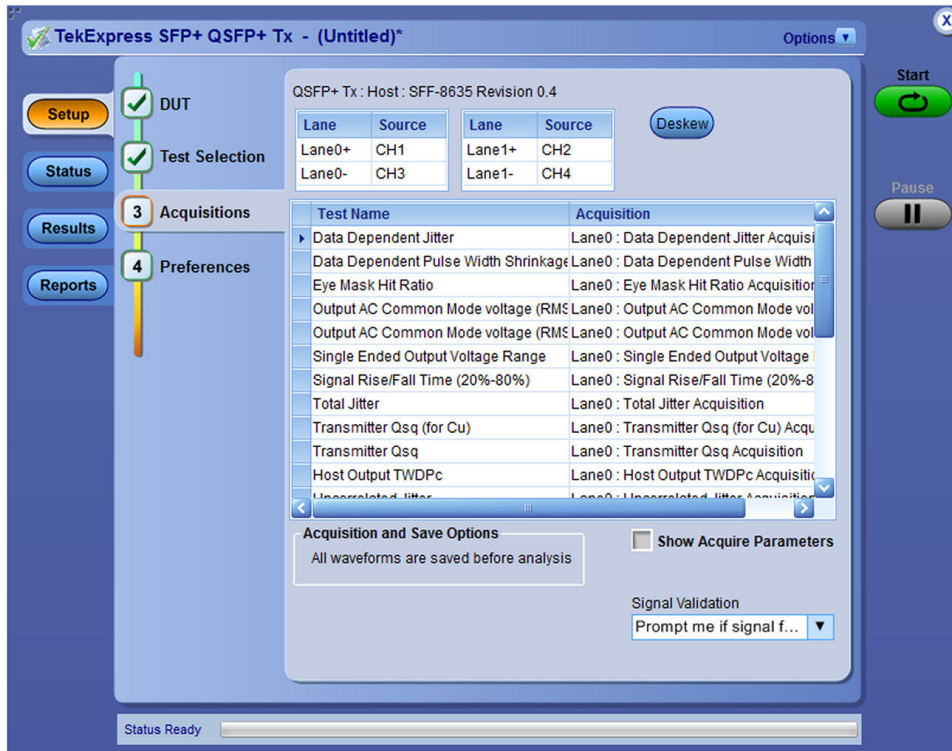 TekExpress SFP+ QSFP+ Tx - (Untitled)*
Options
X
Start
Pause
Setup
Status
Results
Reports
DUT
Test Selection
3 Acquisitions
4 Preferences
QSFP+ Tx : Host : SFF-8635 Revision 0.4
Lane Source Lane Source
Lane0+ CH1 Lane1+ CH2
Lane0- CH3 Lane1- CH4
Deskew
Test Name Acquisition
Data Dependent Jitter Lane0 : Data Dependent Jitter Acquisi
Data Dependent Pulse Width Shrinkage Lane0 : Data Dependent Pulse Width
Eye Mask Hit Ratio Lane0 : Eye Mask Hit Ratio Acquisition
Output AC Common Mode voltage (RMS Lane0 : Output AC Common Mode vol
Output AC Common Mode voltage (RMS Lane0 : Output AC Common Mode vol
Single Ended Output Voltage Range Lane0 : Single Ended Output Voltage
Signal Rise/Fall Time (20%-80%) Lane0 : Signal Rise/Fall Time (20%-8
Total Jitter Lane0 : Total Jitter Acquisition
Transmitter Qsq (for Cu) Lane0 : Transmitter Qsq (for Cu) Acqu
Transmitter Qsq Lane0 : Transmitter Qsq Acquisition
Host Output TWDPc Lane0 : Host Output TWDPc Acquisitic
Uncorrelated Jitter Lane0 : Uncorrelated Jitter Acquisition
Acquisition and Save Options
All waveforms are saved before analysis
Show Acquire Parameters
Signal Validation
Prompt me if signal f...
Status Ready